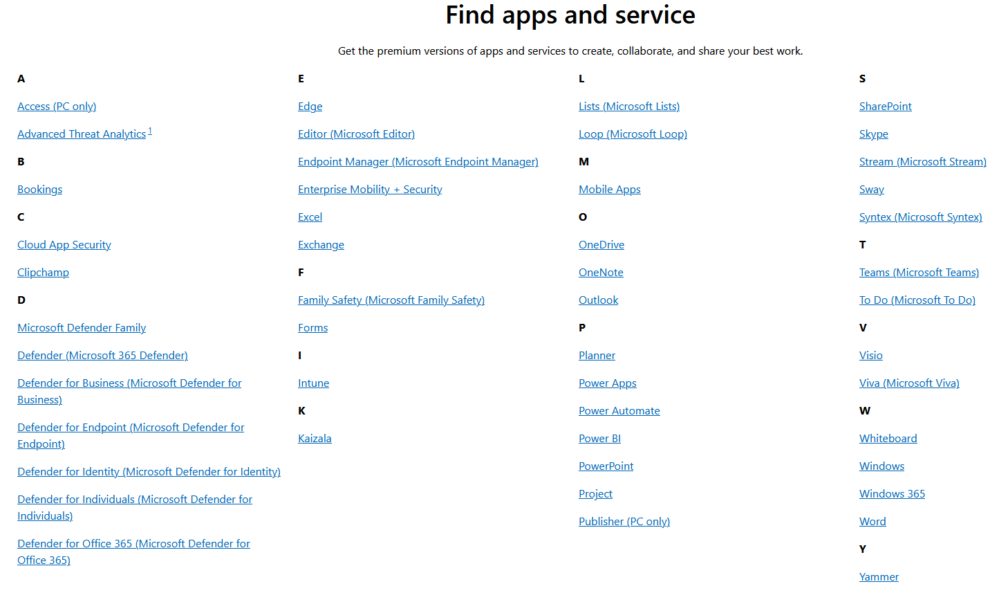 Find apps and service
Get the premium versions of apps and services to create, collaborate, and share your best work.
A
Access (PC only)
Advanced Threat Analytics 1
B
Bookings
C
Cloud App Security
Clipchamp
D
Microsoft Defender Family
Defender (Microsoft 365 Defender)
Defender for Business (Microsoft Defender for
Business)
Defender for Endpoint (Microsoft Defender for
Endpoint)
Defender for Identity (Microsoft Defender for Identity)
Defender for Individuals (Microsoft Defender for
Individuals)
Defender for Office 365 (Microsoft Defender for
Office 365)
E
Edge
Editor (Microsoft Editor)
Endpoint Manager (Microsoft Endpoint Manager)
Enterprise Mobility + Security
Excel
Exchange
F
Family Safety (Microsoft Family Safety)
Forms
I
Intune
K
Kaizala
L
Lists (Microsoft Lists)
Loop (Microsoft Loop)
M
Mobile Apps
O
OneDrive
OneNote
Outlook
P
Planner
Power Apps
Power Automate
Power BI
PowerPoint
Project
Publisher (PC only)
S
SharePoint
Skype
Stream (Microsoft Stream)
Sway
Syntex (Microsoft Syntex)
T
Teams (Microsoft Teams)
To Do (Microsoft To Do)
V
Visio
Viva (Microsoft Viva)
W
Whiteboard
Windows
Windows 365
Word
Y
Yammer